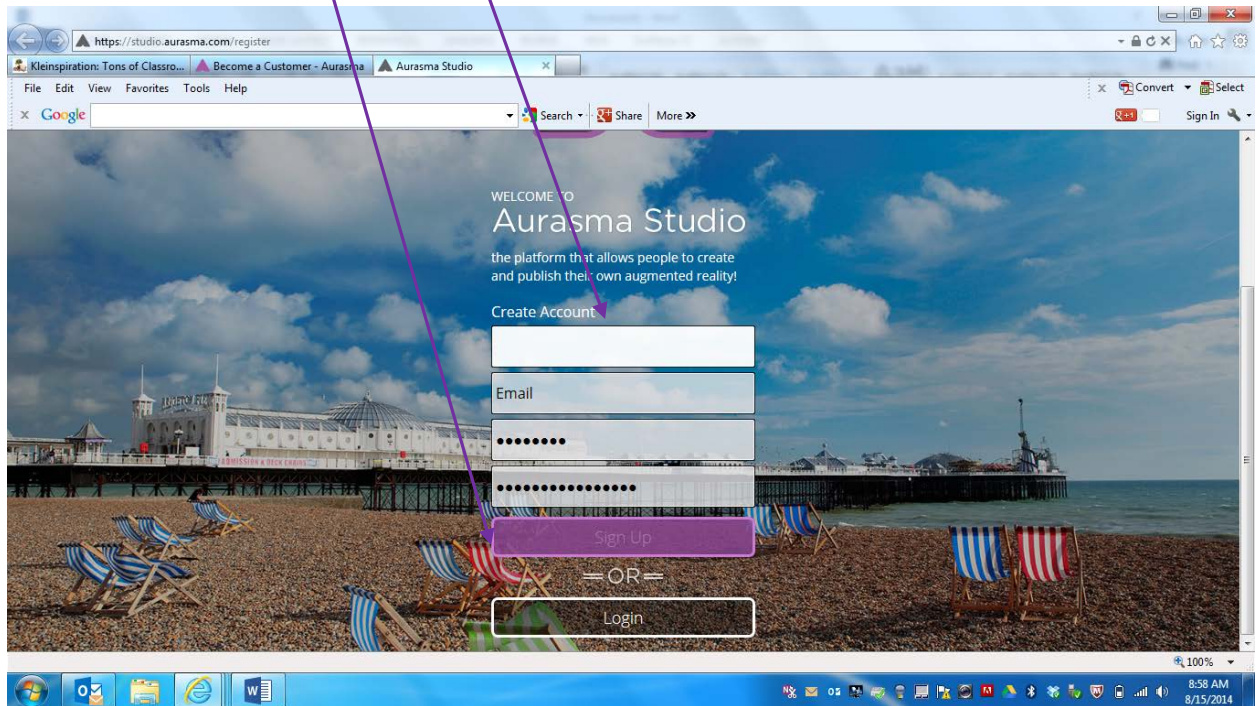 https://studio.aurasma.com/register
Kleinspiration: Tons of Classro... Become a Customer - Aurasma Aurasma Studio
File Edit View Favorites Tools Help
Convert Select
Google Search Share More »
Sign In
WELCOME TO
Aurasma Studio
the platform that allows people to create
and publish their own augmented reality!
Create Account
Email
Sign Up
OR
Login
100%
8:58 AM
8/15/2014